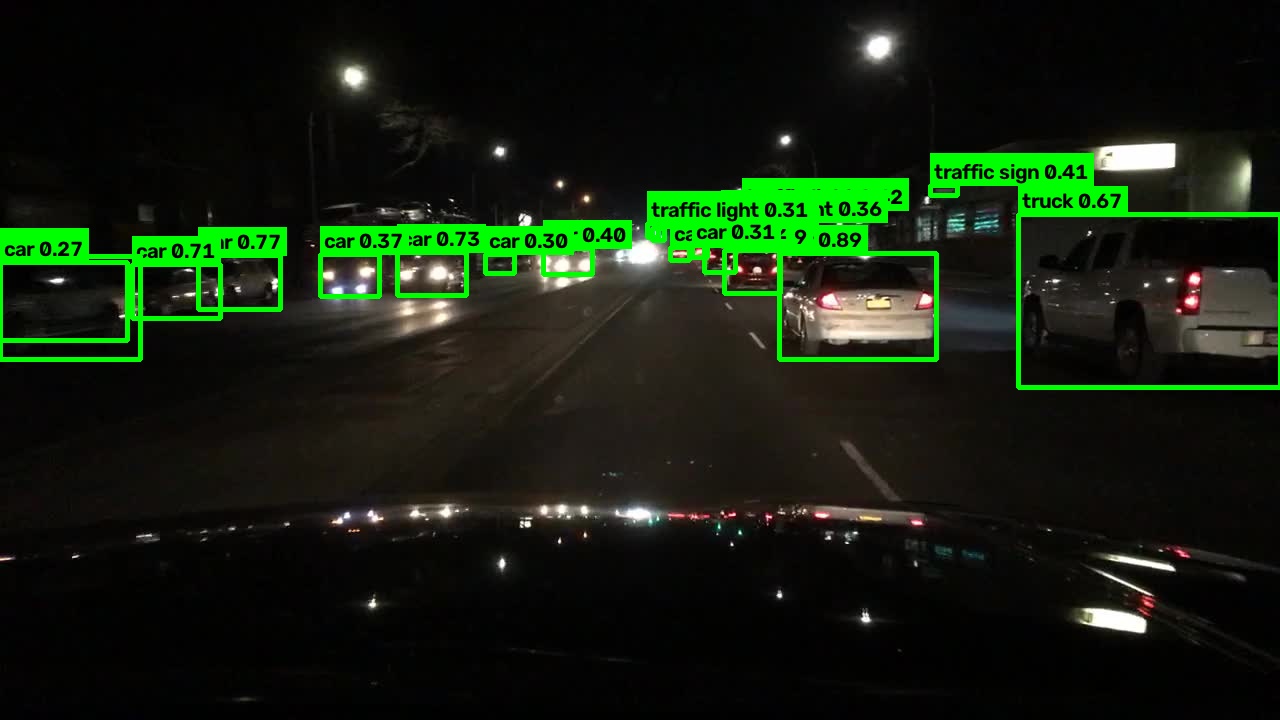 traffic sign 0.41
truck 0.67
traffic light 0.31
nt 0.36
car 0.31
0.89
car 0.27
car 0.71
0.77
car 0.37
car 0.73
car 0.30
0.40